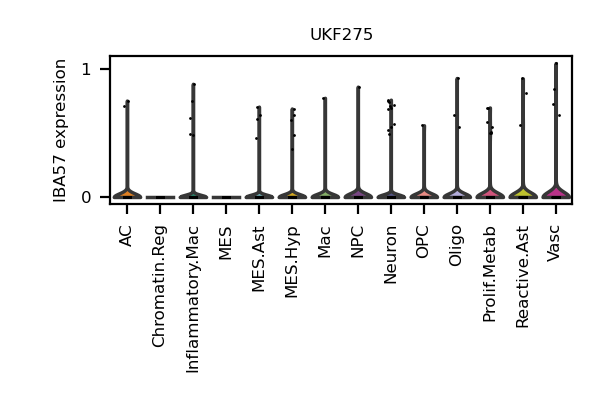 UKF275
IBA57 expression
1
0
AC
Chromatin.Reg
Inflammatory.Mac
MES
MES.Ast
MES.Hyp
Mac
NPC
Neuron
OPC
Oligo
Prolif.Metab
Reactive.Ast
Vasc